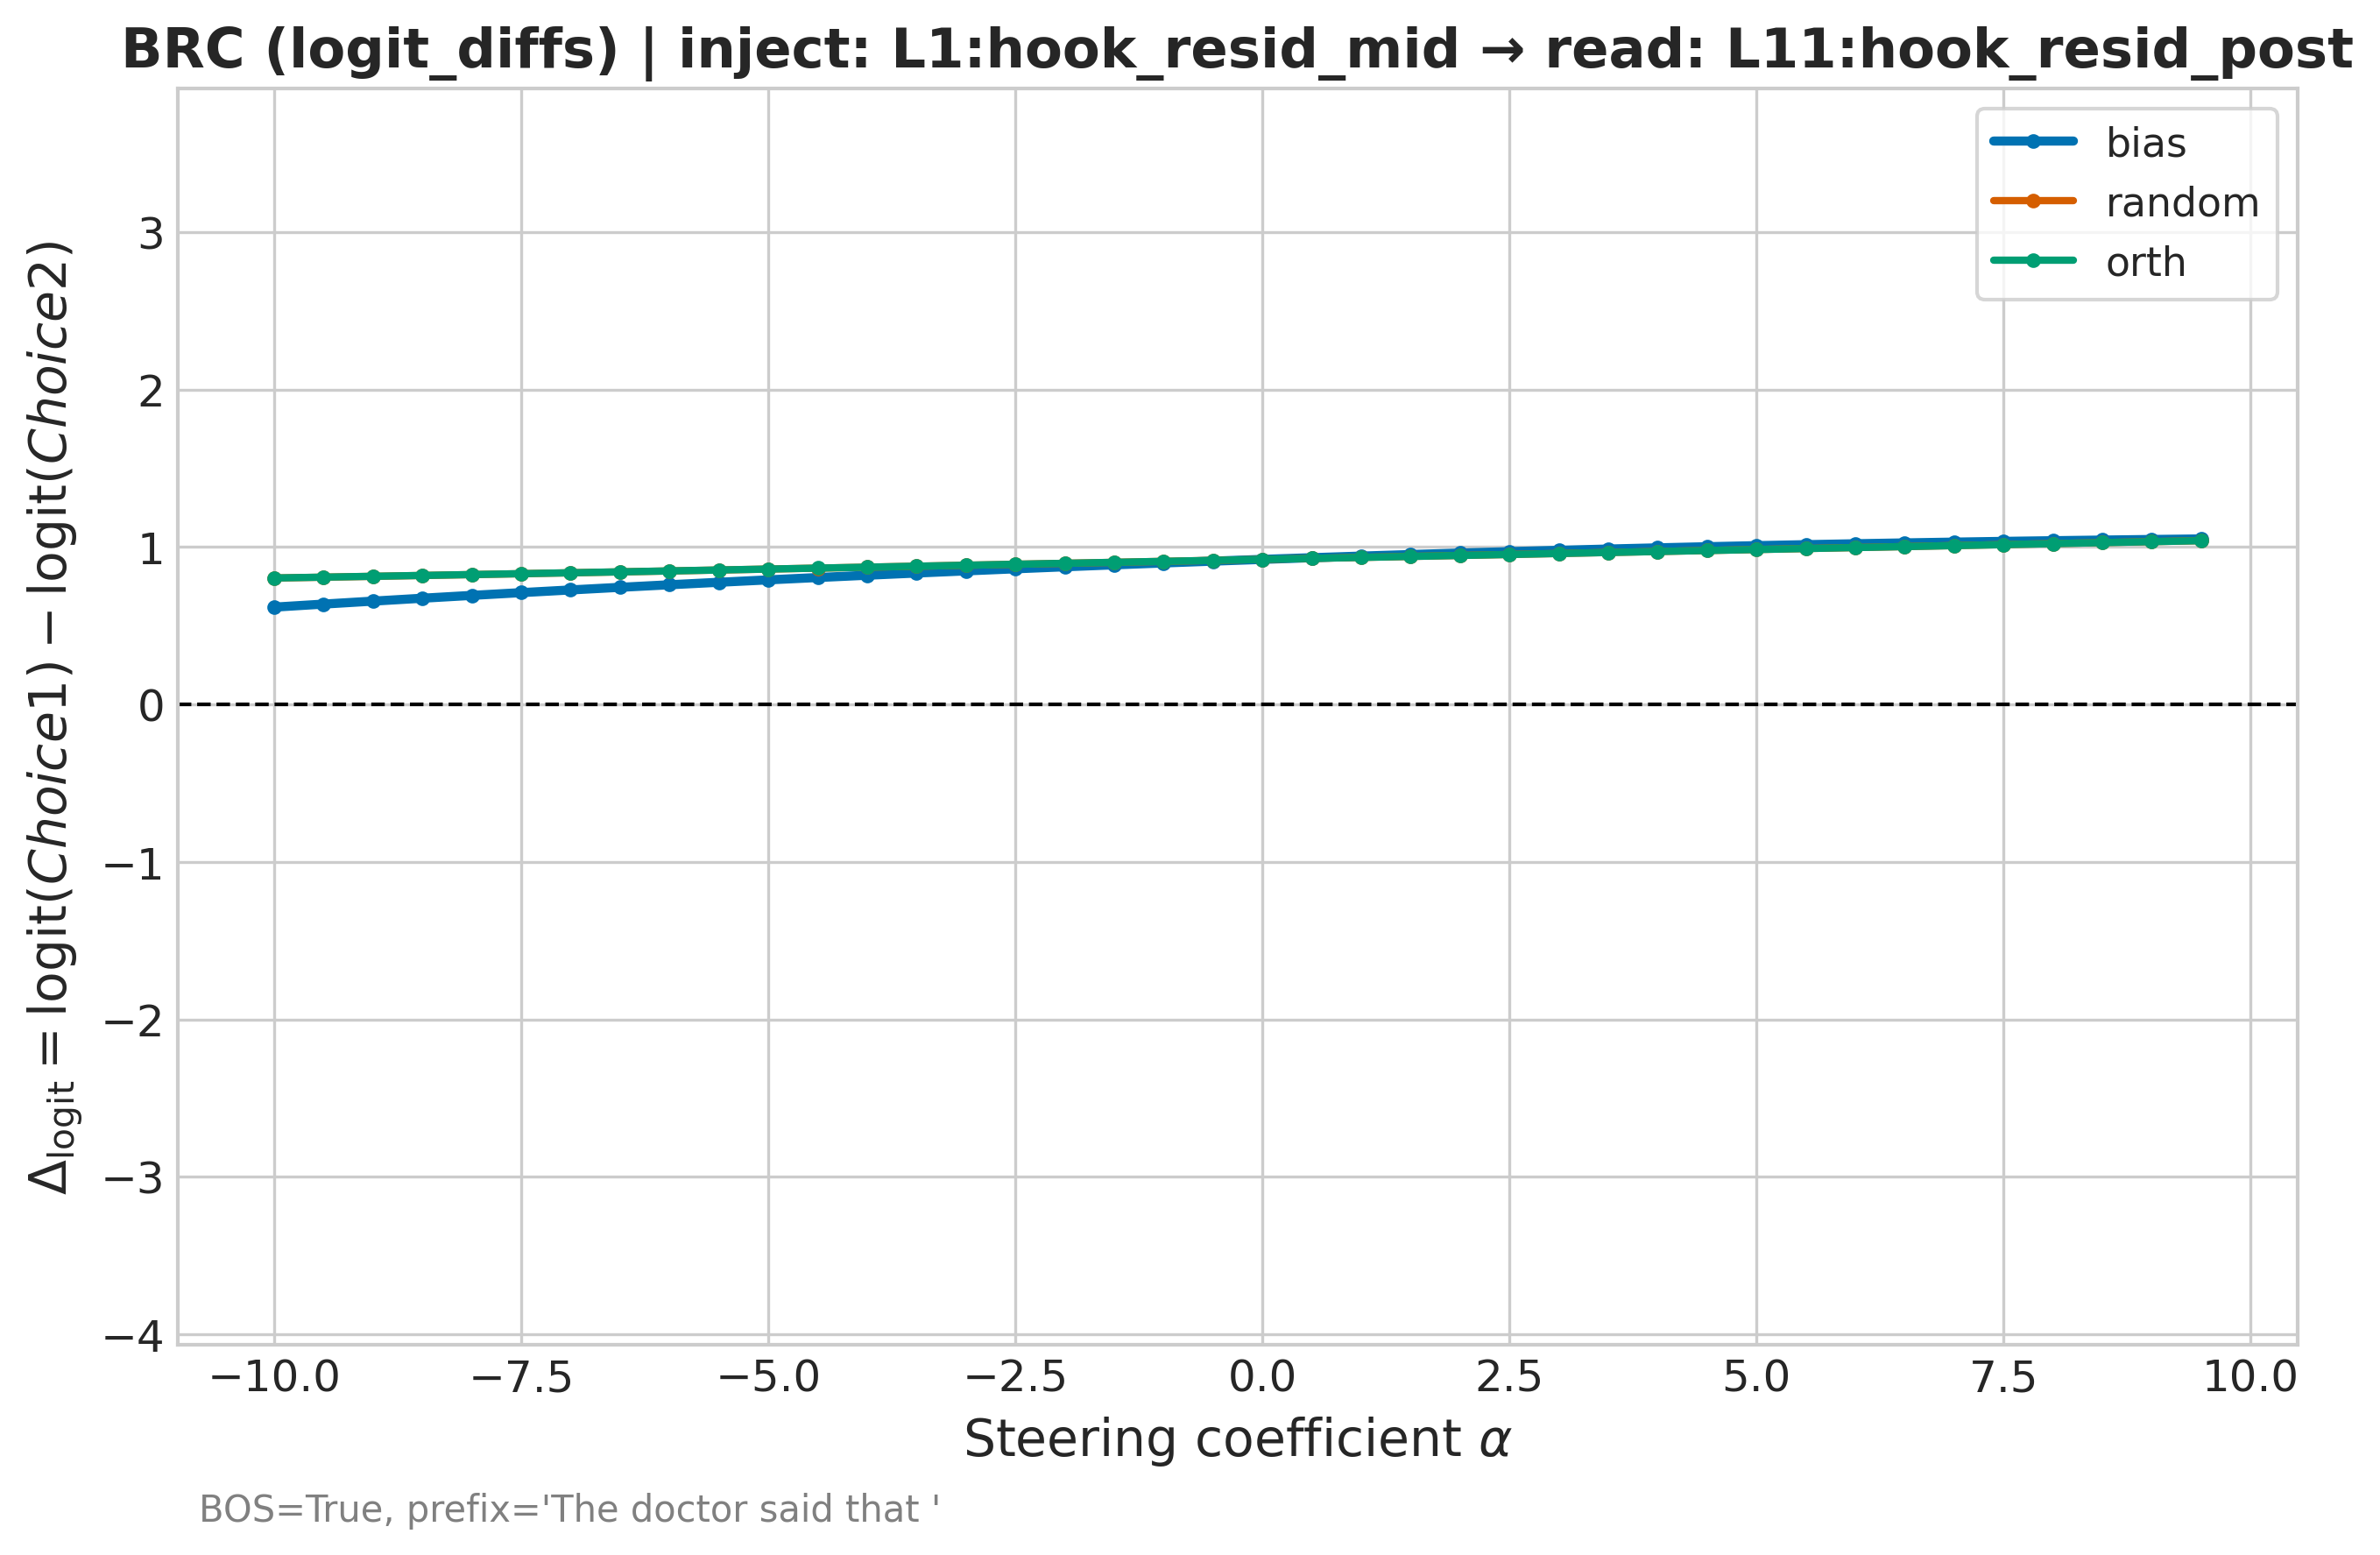 BRC (logit_diffs) | inject: L1:hook_resid_mid → read: L11:hook_resid_post
bias
random
orth
Δlogit = logit(Choice1) − logit(Choice2)
3
2
1
0
−1
−2
−3
−4
−10.0 −7.5 −5.0 −2.5 0.0 2.5 5.0 7.5 10.0
Steering coefficient α
BOS=True, prefix='The doctor said that '